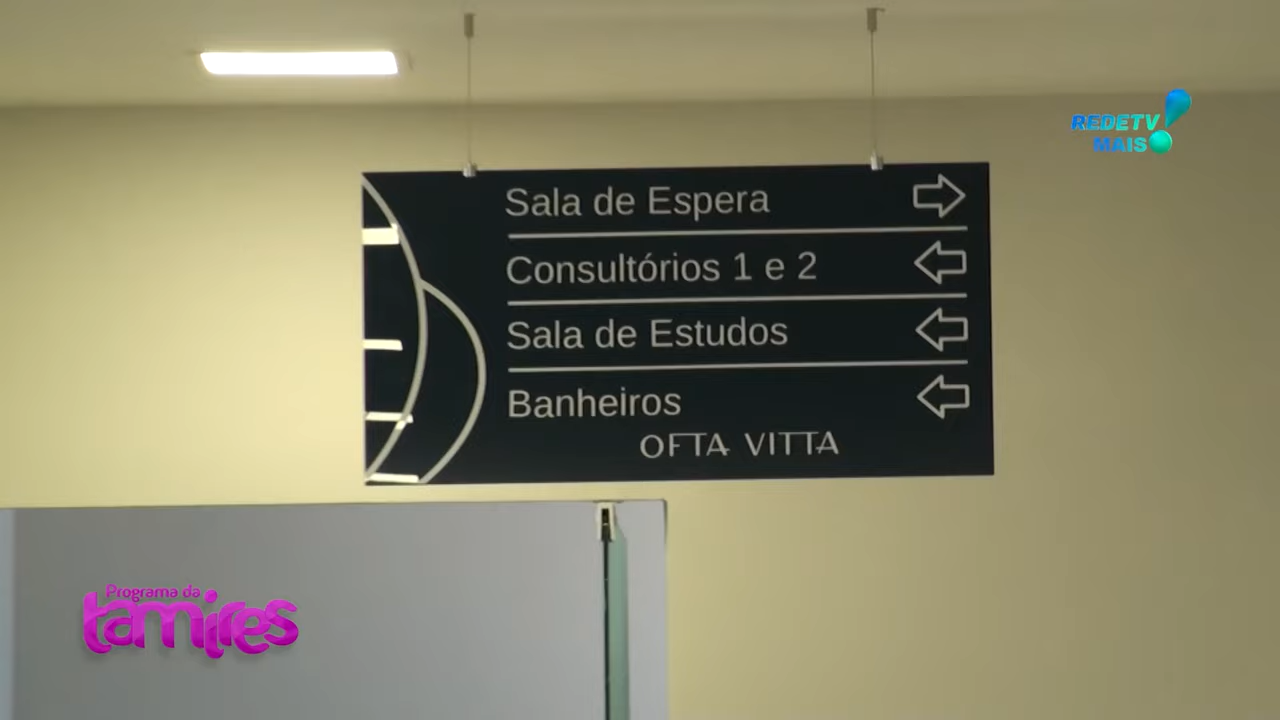 REDETV!
MAIS
Sala de Espera
Consultórios 1 e 2
Sala de Estudos
Banheiros
OFTA VITTA
Programa da
tamires